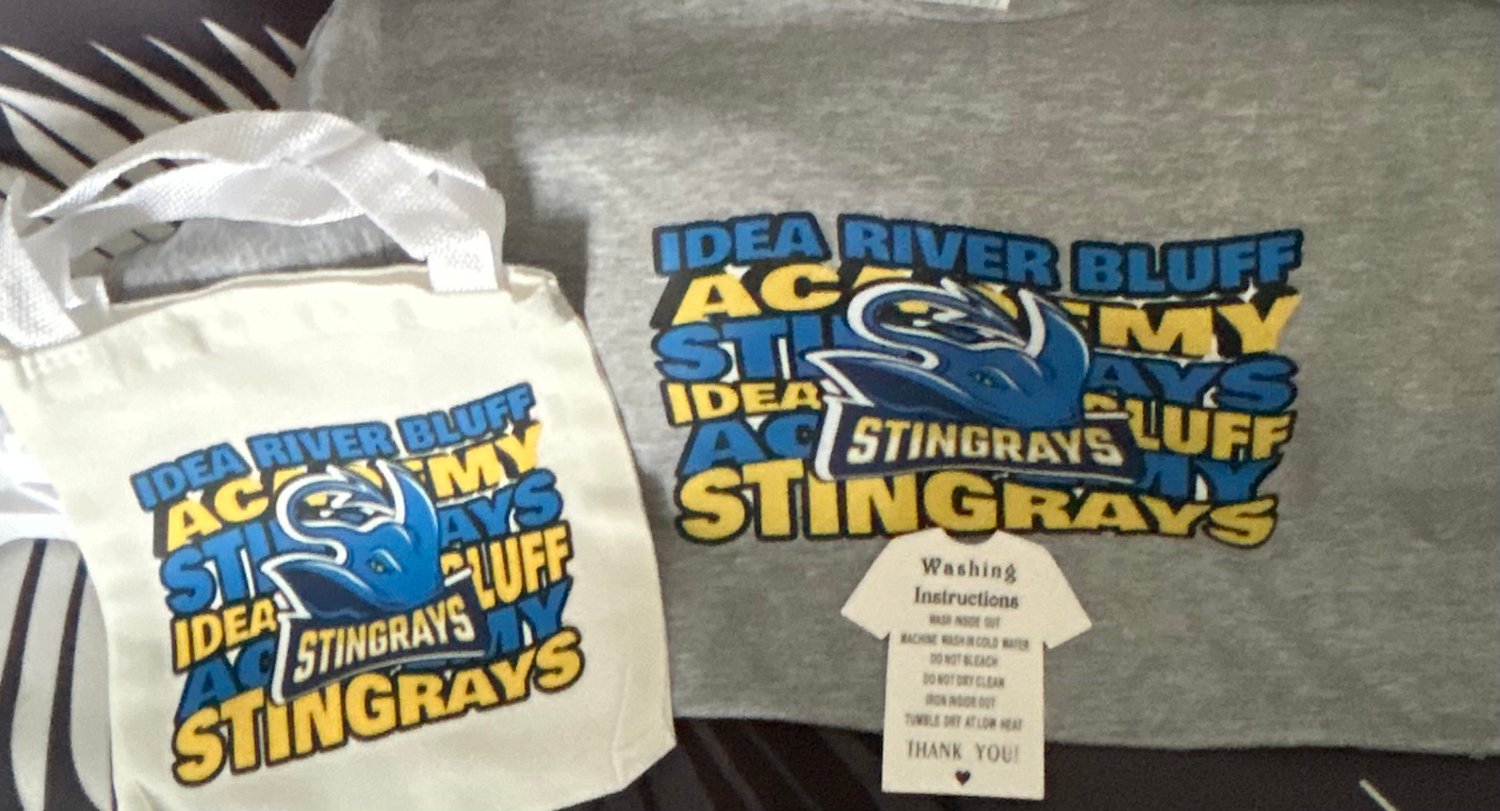 IDEA RIVER BLUFF
ACADEMY
STINGRAYS
IDEA BLUFF
ACADEMY
STINGRAYS
STINGRAYS
IDEA RIVER BLUFF
ACADEMY
STINGRAYS
IDEA BLUFF
ACADEMY
STINGRAYS
STINGRAYS
Washing
Instructions
WASH INSIDE OUT
MACHINE WASH IN COLD WATER
DO NOT BLEACH
DO NOT DRY CLEAN
IRON INSIDE OUT
TUMBLE DRY AT LOW HEAT
THANK YOU!